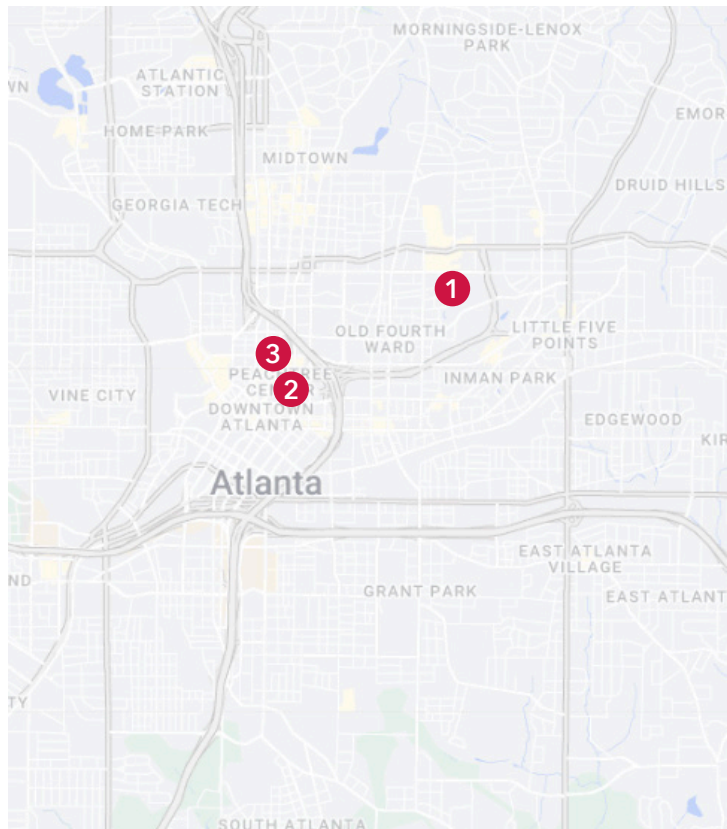 MORNINGSIDE-LENOX
PARK
WN
ATLANTIC
STATION
EMOR
HOME PARK
MIDTOWN
DRUID HILLS
GEORGIA TECH
1
OLD FOURTH
WARD
LITTLE FIVE
POINTS
3
PEACHTREE
CENTER
2
INMAN PARK
VINE CITY
DOWNTOWN
ATLANTA
EDGEWOOD
KIR
Atlanta
EAST ATLANTA
VILLAGE
ND
GRANT PARK
EAST ATLANT
TY
SOUTH ATLANTA